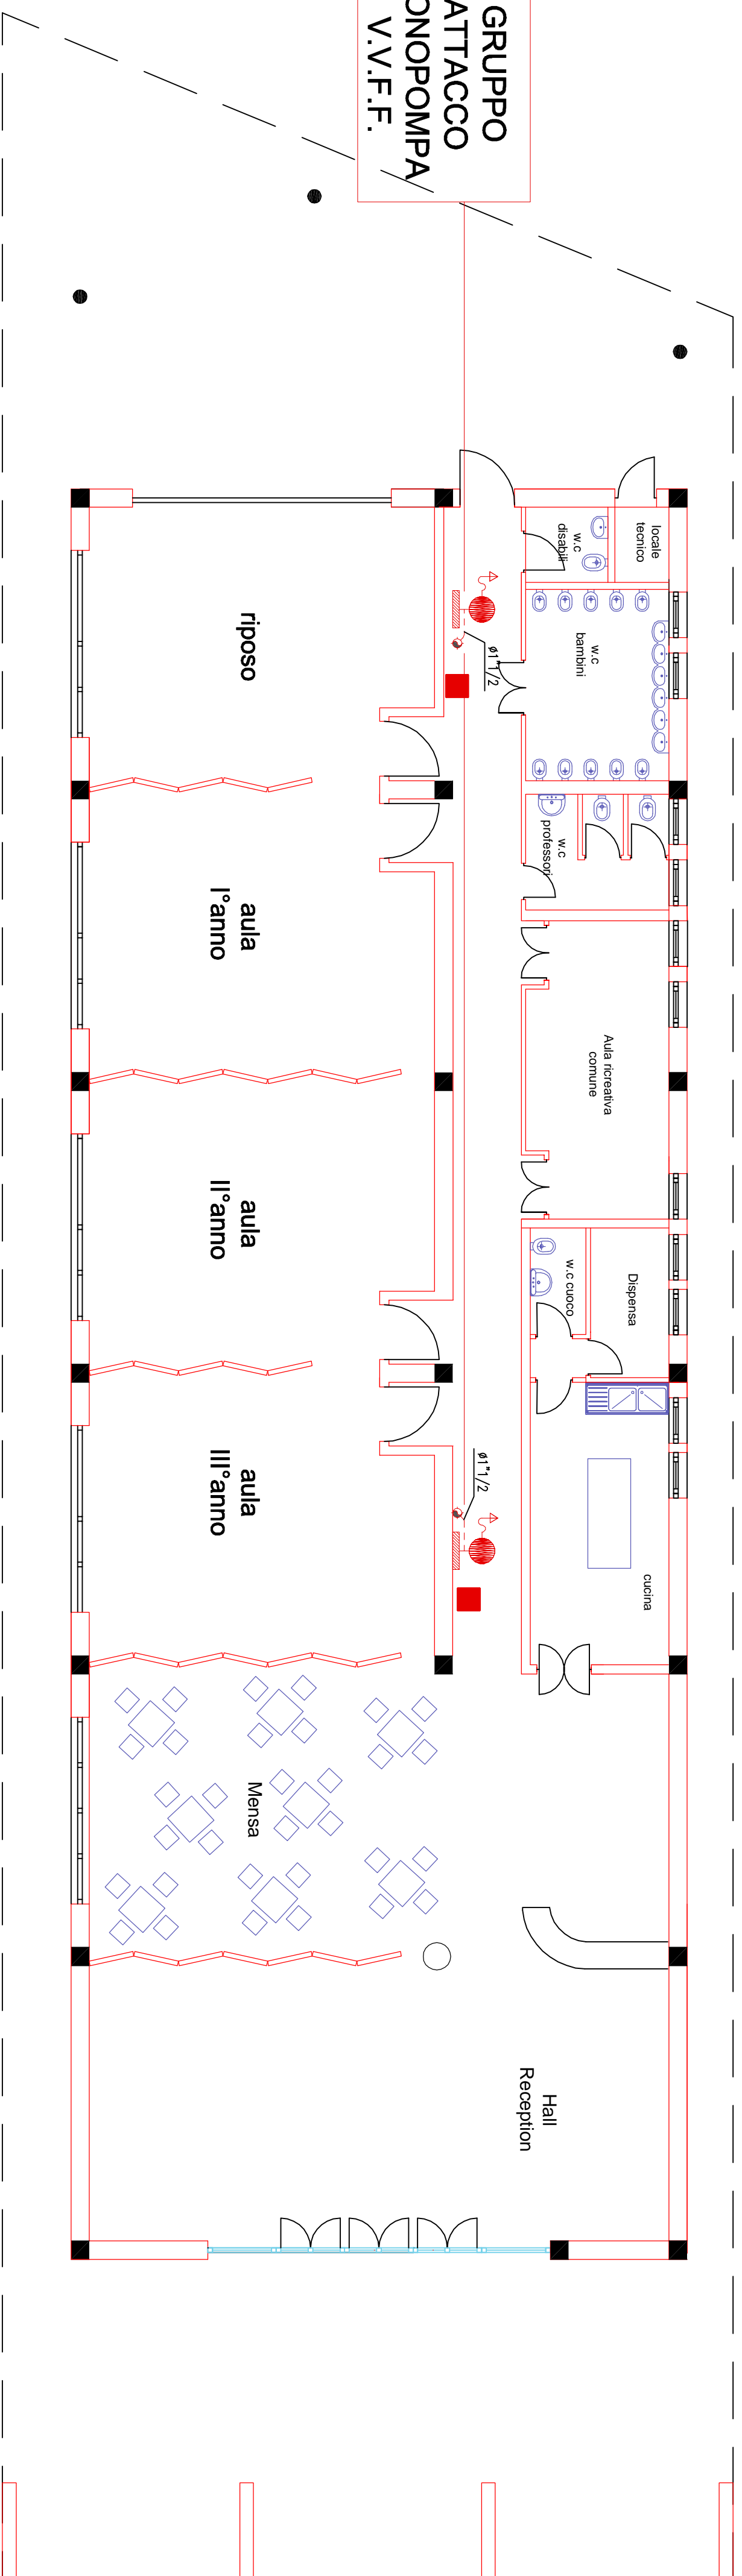 GRUPPO
ATTACCO
ONOPOMPA
V.V.F.F.
locale
tecnico
w.c
disabili
w.c
bambini
ø1"1/2
riposo
w.c
professori
aula
I°anno
Aula ricreativa
comune
aula
II°anno
w.c cuoco
Dispensa
aula
III°anno
ø1"1/2
cucina
Mensa
Hall
Reception